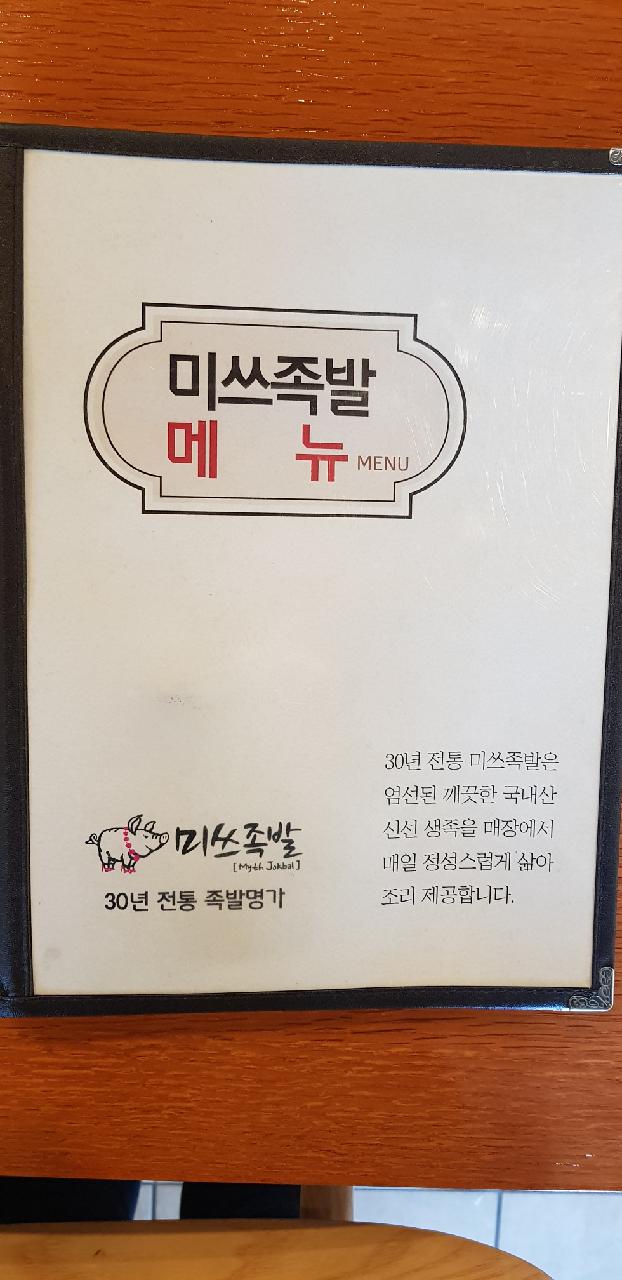 미쓰족발
메 뉴 MENU
미쓰족발
[Myth Jokbal]
30년 전통 족발명가
30년 전통 미쓰족발은
엄선된 깨끗한 국내산
신선 생족을 매장에서
매일 정성스럽게 삶아
조리 제공합니다.